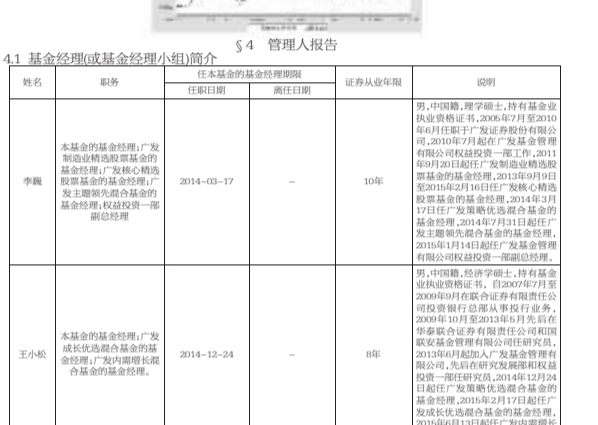 §4 管理人报告
4.1 基金经理(或基金经理小组)简介
姓名
职务
任本基金的基金经理期限
证券从业年限
说明
任职日期
离任日期
李巍
本基金的基金经理;广发
制造业精选股票基金的
基金经理;广发核心精选
股票基金的基金经理;广
发主题领先混合基金的
基金经理;权益投资一部
副总经理
2014-03-17
-
10年
男,中国籍,理学硕士,持有基金业
执业资格证书,2005年7月至2010
年6月任职于广发证券股份有限公
司,2010年7月起在广发基金管理
有限公司权益投资一部工作,2011
年9月20日起任广发制造业精选股
票基金的基金经理,2013年9月9日
至2015年2月16日任广发核心精选
股票基金的基金经理,2014年3月
17日任广发策略优选混合基金的
基金经理,2014年7月31日起任广
发主题领先混合基金的基金经理,
2015年1月14日起任广发基金管理
有限公司权益投资一部副总经理。
王小松
本基金的基金经理;广发
成长优选混合基金的基
金经理;广发内需增长混
合基金的基金经理。
2014-12-24
-
8年
男,中国籍,经济学硕士,持有基金
业执业资格证书,自2007年7月至
2009年9月在联合证券有限责任公
司投资银行总部从事投行业务,
2009年10月至2013年5月先后在
华泰联合证券有限责任公司和国
联安基金管理有限公司任研究员,
2013年6月起加入广发基金管理有
限公司,先后在研究发展部和权益
投资一部任研究员,2014年12月24
日起任广发策略优选混合基金的
基金经理,2015年2月17日起任广
发成长优选混合基金的基金经理,
2015年6月13日起任广发内需增长